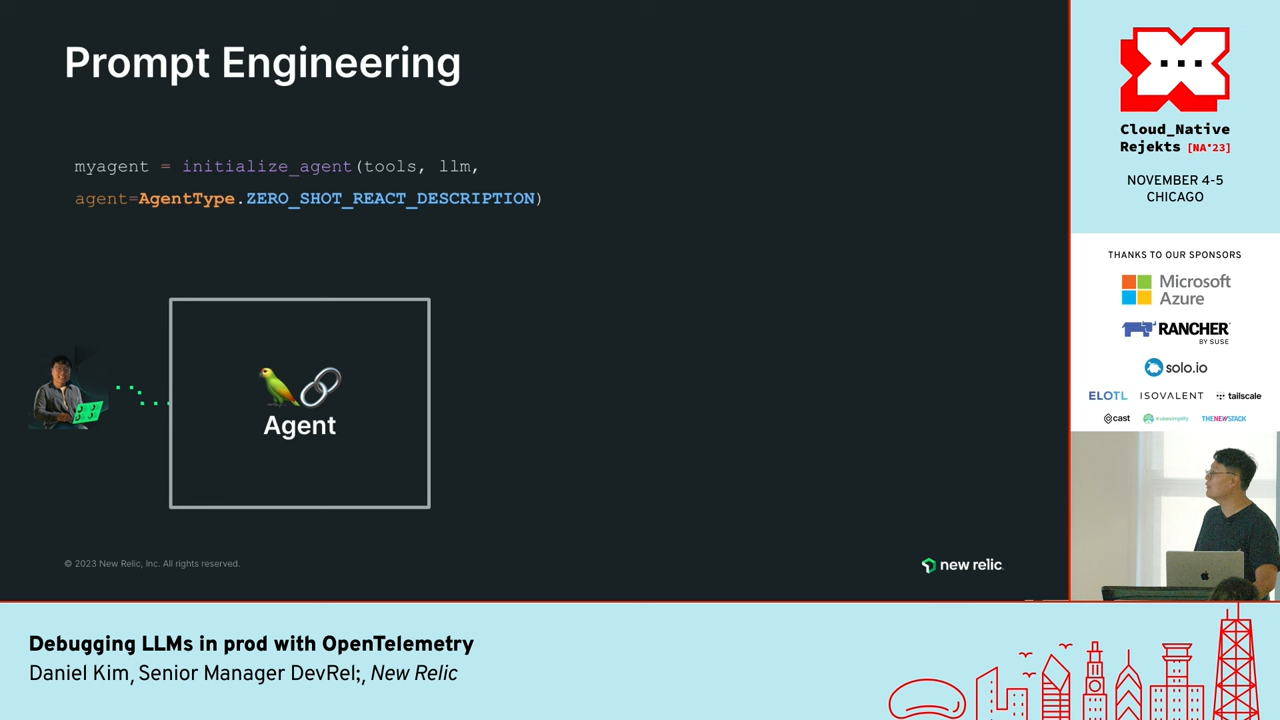 Prompt Engineering
myagent = initialize_agent(tools, llm,
agent=AgentType.ZERO_SHOT_REACT_DESCRIPTION)
Agent
© 2023 New Relic, Inc. All rights reserved.
new relic
Cloud_Native
Rejekts [NA'23]
NOVEMBER 4-5
CHICAGO
THANKS TO OUR SPONSORS
Microsoft
Azure
RANCHER
BY SUSE
solo.io
ELOTL ISOVALENT tailscale
cast kubesimplify THENEWSTACK
Debugging LLMs in prod with OpenTelemetry
Daniel Kim, Senior Manager DevRel;, New Relic